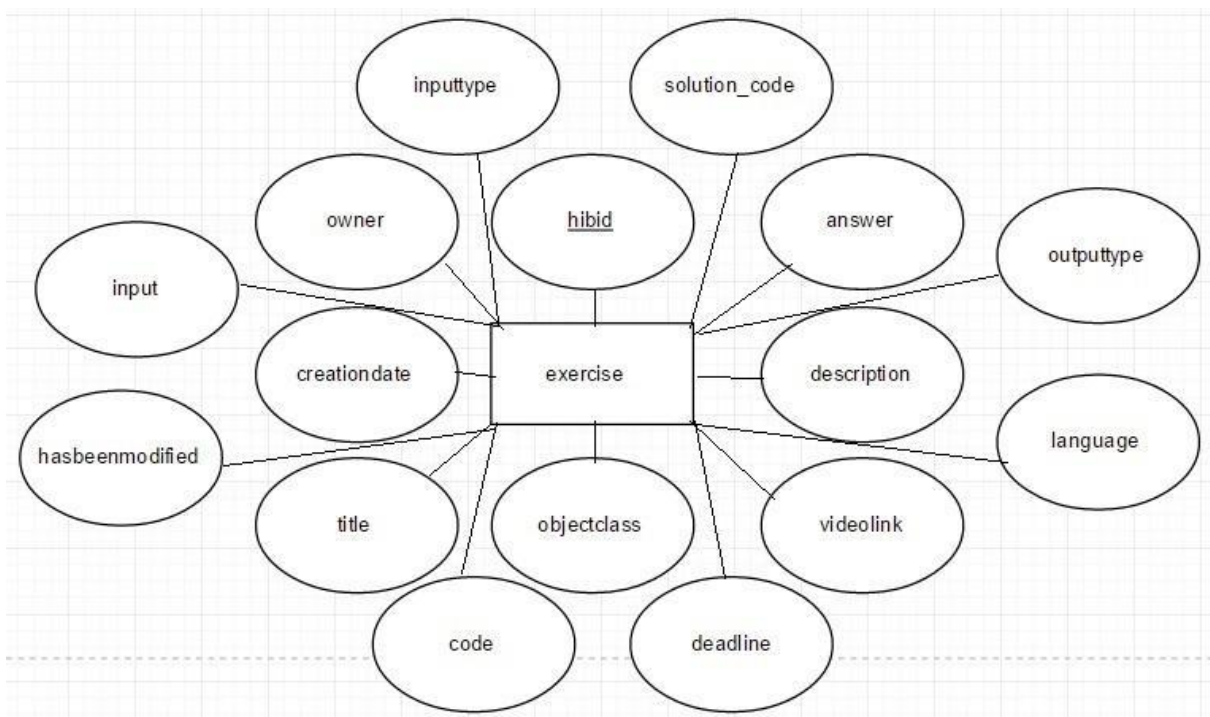 inputtype
solution_code
owner
hibid
answer
outputtype
input
creationdate
exercise
description
hasbeenmodified
language
title
objectclass
videolink
code
deadline